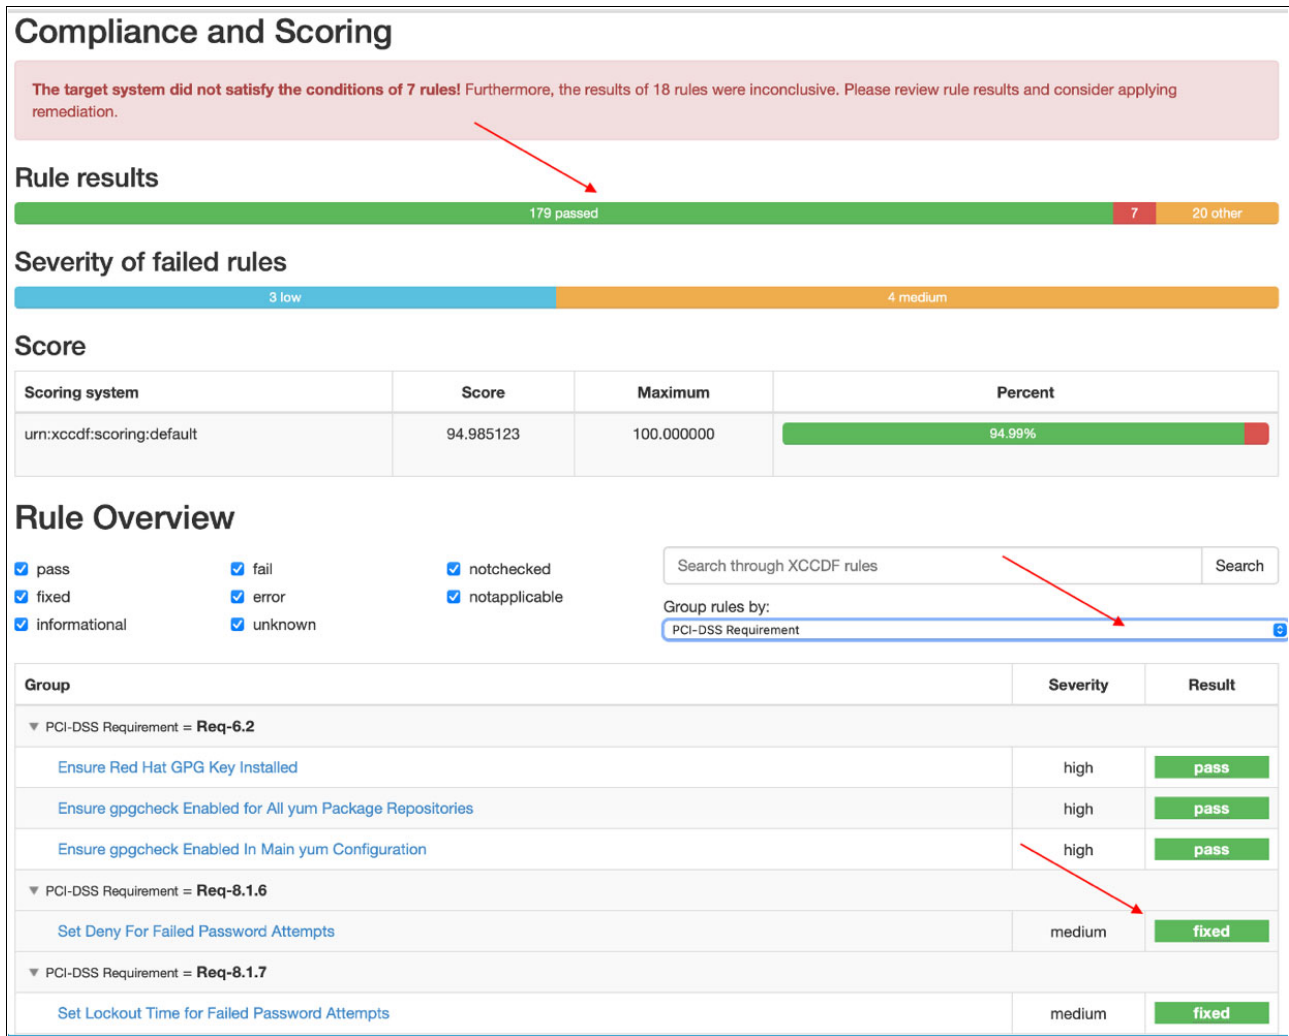 Compliance and Scoring
The target system did not satisfy the conditions of 7 rules! Furthermore, the results of 18 rules were inconclusive. Please review rule results and consider applying
remediation.
Rule results
179 passed 7 20 other
Severity of failed rules
3 low 4 medium
Score
Scoring system Score Maximum Percent
urn:xccdf:scoring:default 94.985123 100.000000 94.99%
Rule Overview
pass fail notchecked
fixed error notapplicable
informational unknown
Search through XCCDF rules Search
Group rules by:
PCI-DSS Requirement
Group Severity Result
PCI-DSS Requirement = Req-6.2
Ensure Red Hat GPG Key Installed high pass
Ensure gpgcheck Enabled for All yum Package Repositories high pass
Ensure gpgcheck Enabled In Main yum Configuration high pass
PCI-DSS Requirement = Req-8.1.6
Set Deny For Failed Password Attempts medium fixed
PCI-DSS Requirement = Req-8.1.7
Set Lockout Time for Failed Password Attempts medium fixed